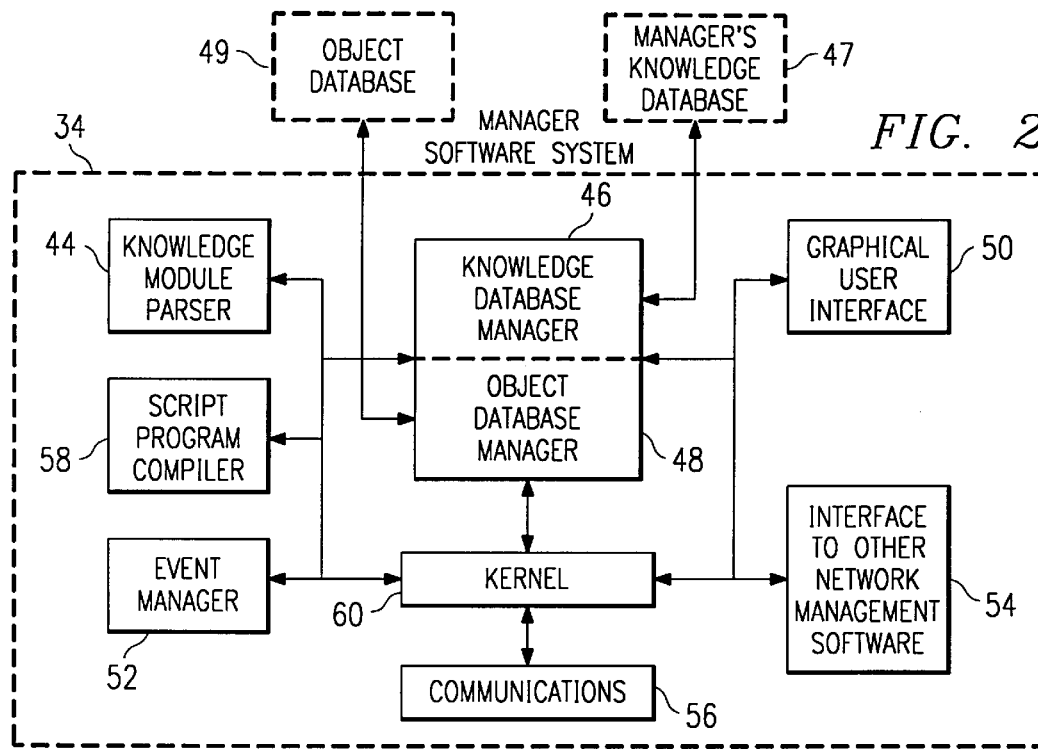 49
OBJECT
DATABASE
MANAGER'S
KNOWLEDGE
DATABASE
47
34
MANAGER
SOFTWARE SYSTEM
FIG. 2
44
KNOWLEDGE
MODULE
PARSER
46
KNOWLEDGE
DATABASE
MANAGER
GRAPHICAL
USER
INTERFACE
50
58
SCRIPT
PROGRAM
COMPILER
OBJECT
DATABASE
MANAGER
48
EVENT
MANAGER
52
60
KERNEL
INTERFACE
TO OTHER
NETWORK
MANAGEMENT
SOFTWARE
54
COMMUNICATIONS
56